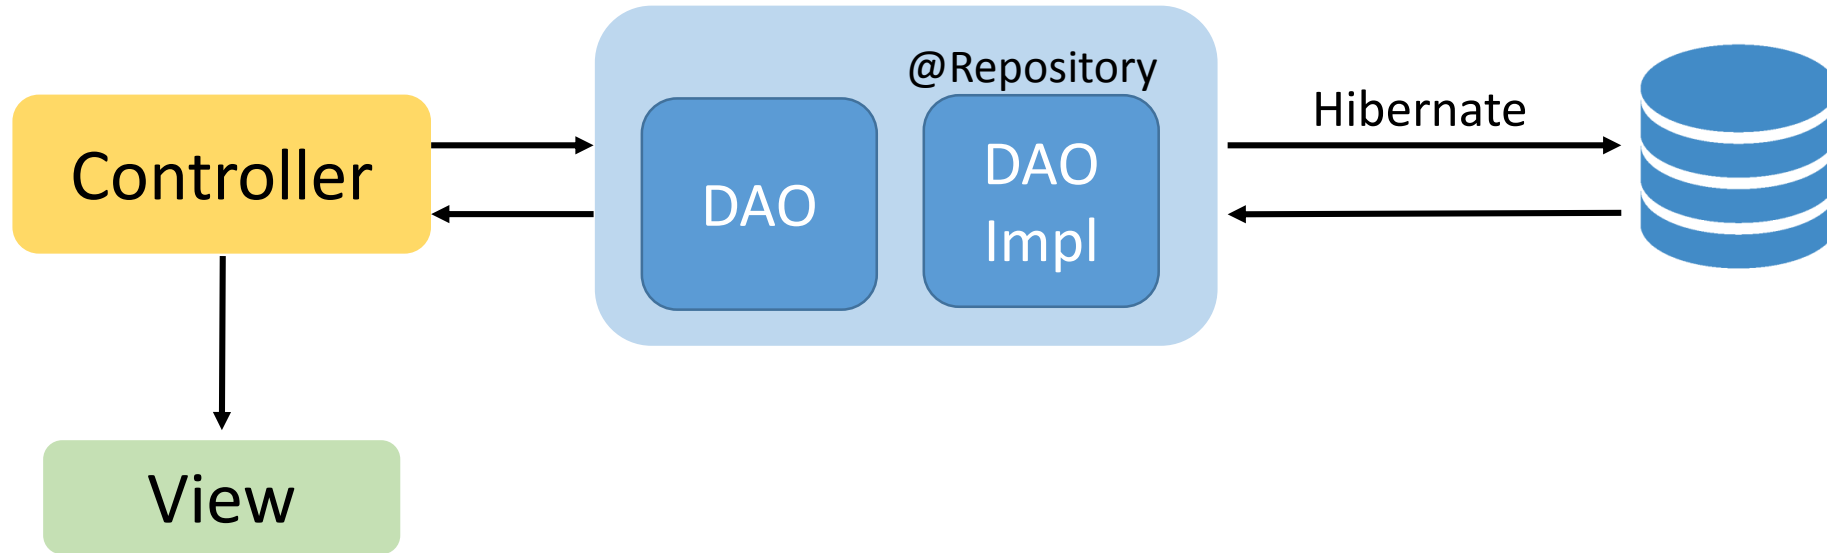 @Repository
Hibernate
Controller
DAO
DAO
Impl
View